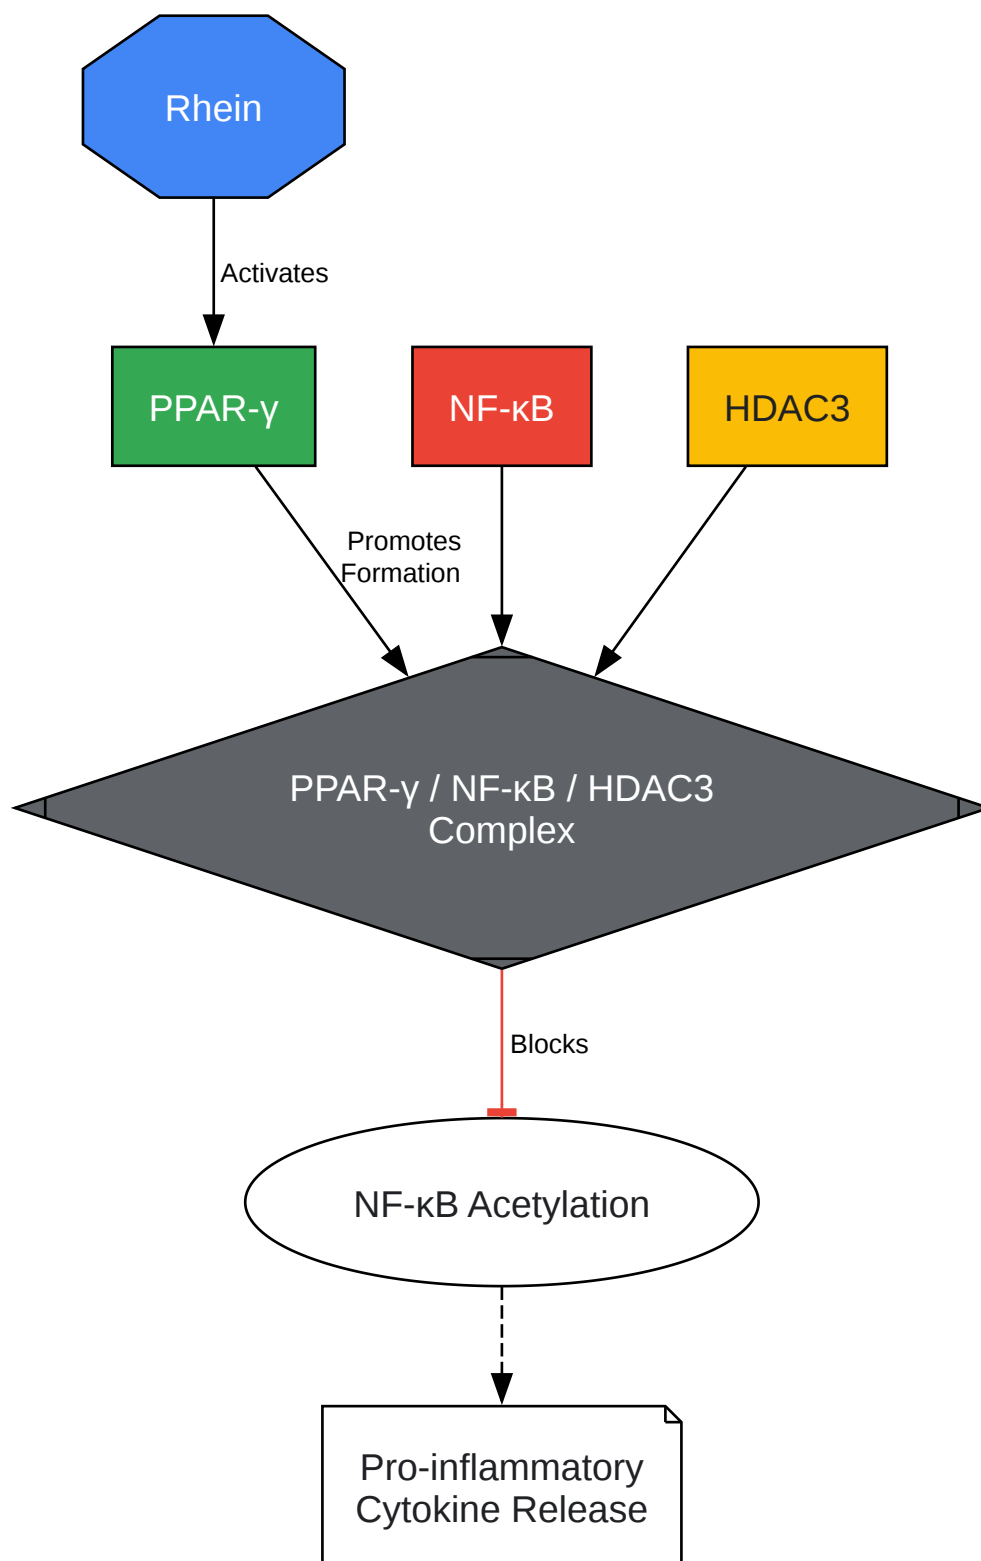 Rhein
Activates
PPAR-γ
NF-κB
HDAC3
Promotes
Formation
PPAR-γ / NF-κB / HDAC3
Complex
Blocks
NF-κB Acetylation
Pro-inflammatory
Cytokine Release